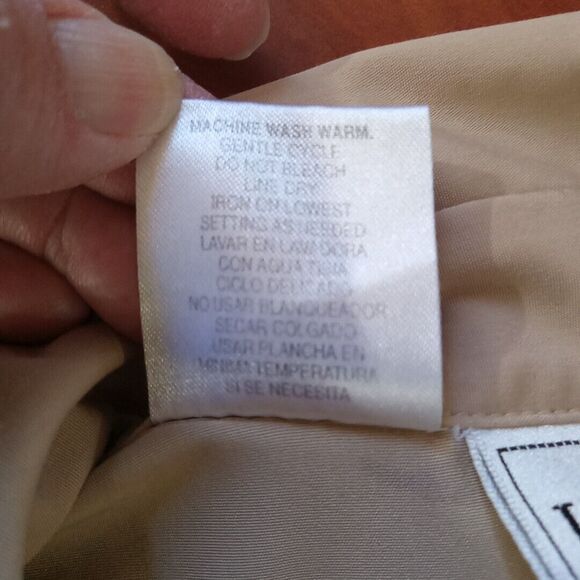 MACHINE WASH WARM.
GENTLE CYCLE
DO NOT BLEACH
LINE DRY
IRON ON LOWEST
SETTING AS NEEDED
LAVAR EN LAVADORA
CON AGUA TIBIA
CICLO DELICADO
NO USAR BLANQUEADOR
SECAR COLGADO
USAR PLANCHA EN
MINIMA TEMPERATURA
SI SE NECESITA